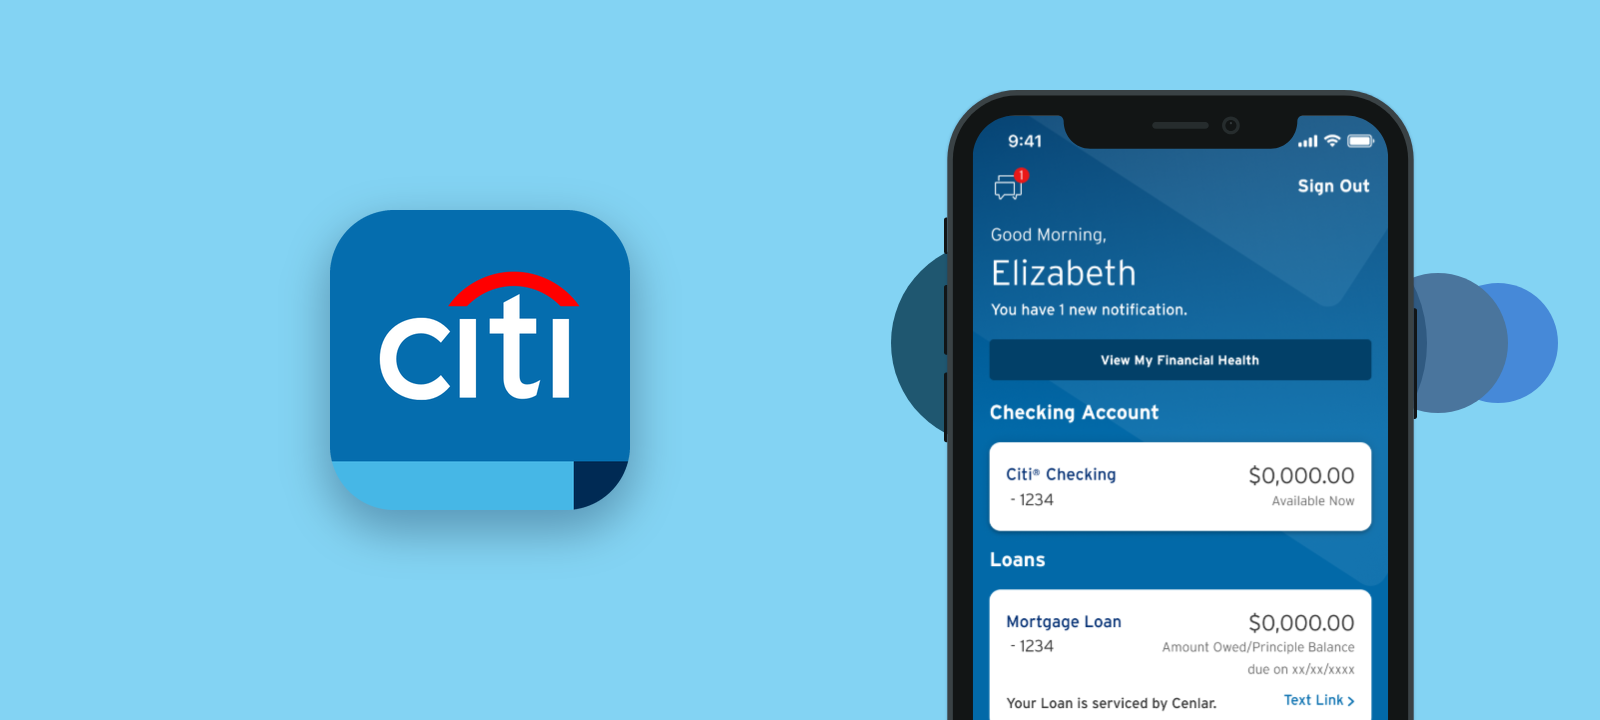 citi
9:41
1
Sign Out
Good Morning,
Elizabeth
You have 1 new notification.
View My Financial Health
Checking Account
Citi® Checking $0,000.00
- 1234 Available Now
Loans
Mortgage Loan $0,000.00
- 1234 Amount Owed/Principle Balance
due on xx/xx/xxxx
Your Loan is serviced by Cenlar. Text Link >